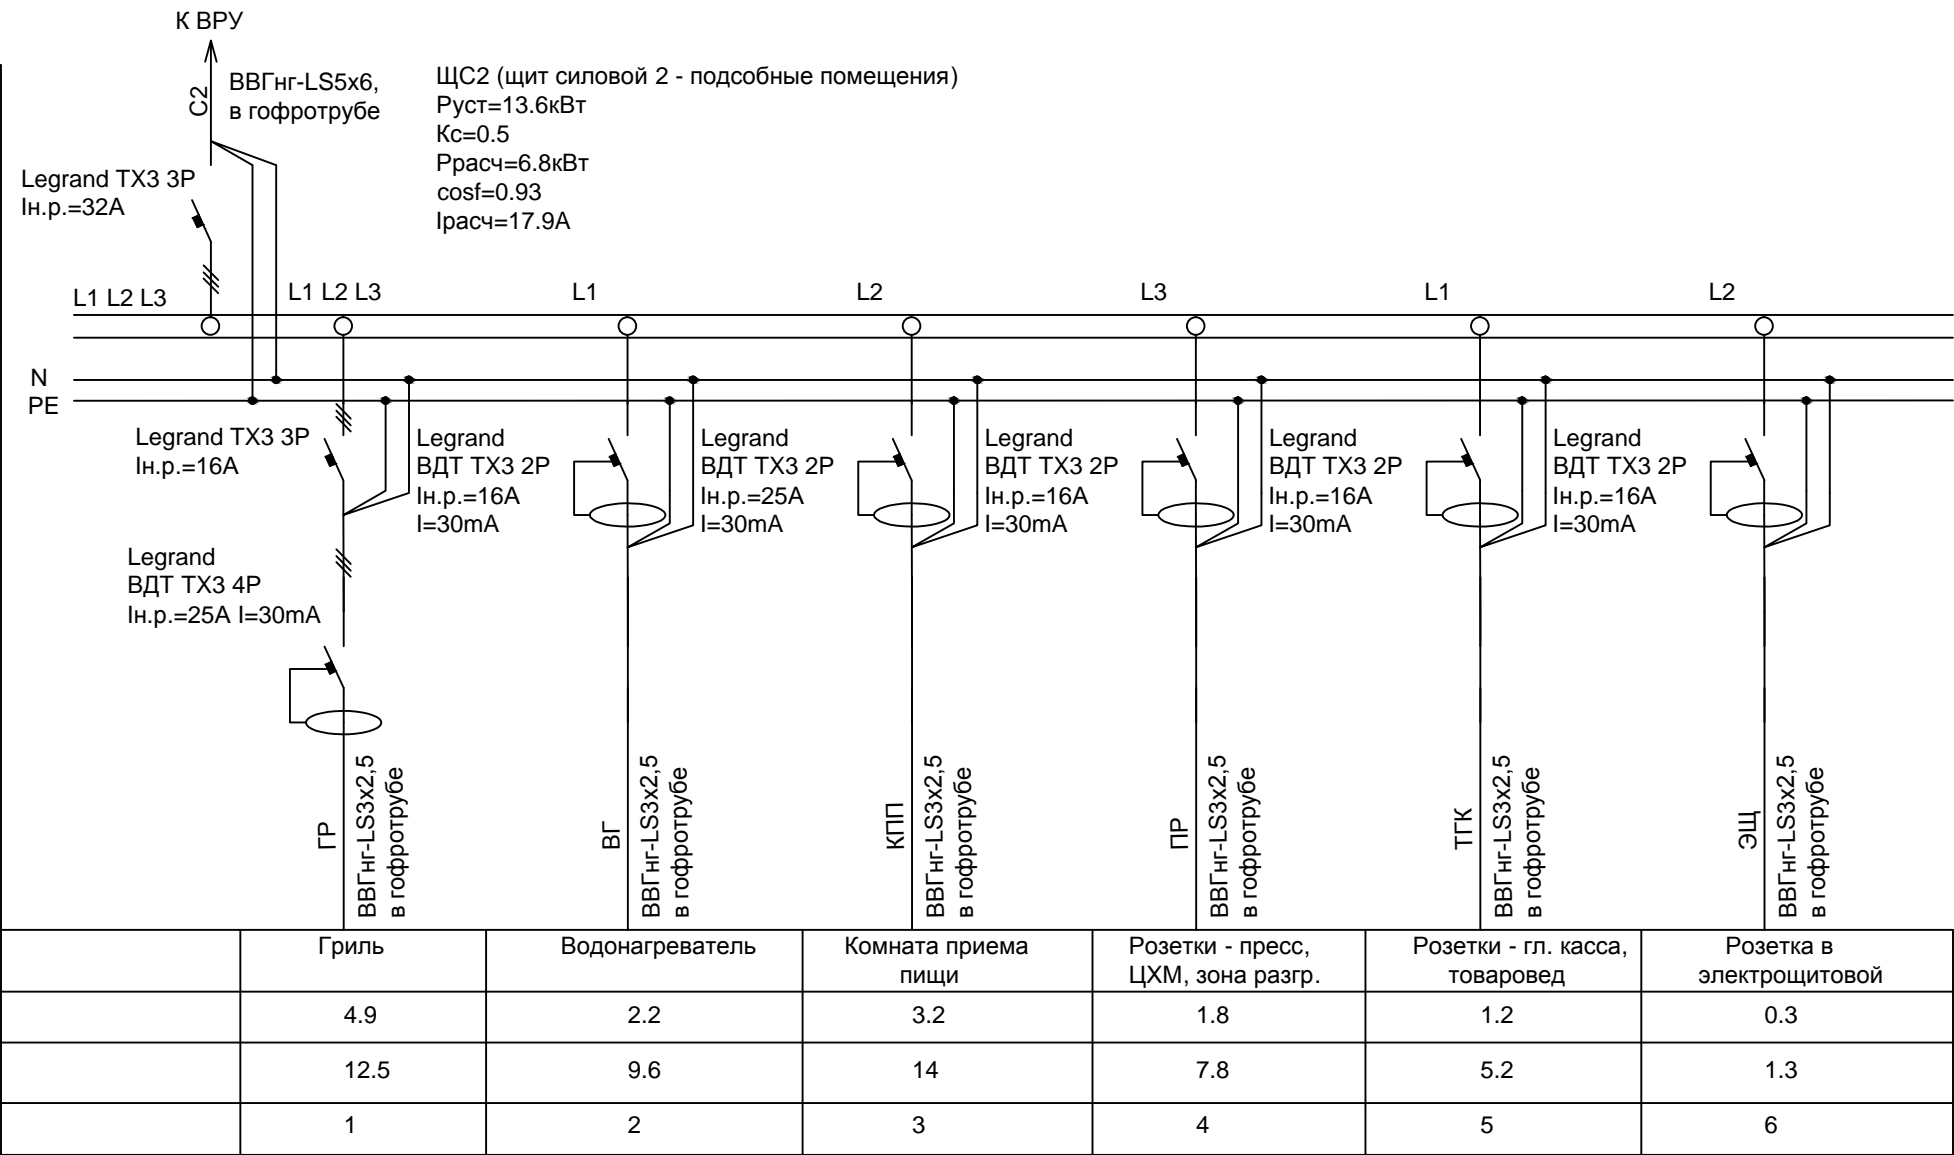 К ВРУ
С2
ВВГнг-LS5х6,
в гофротрубе
ЩС2 (щит силовой 2 - подсобные помещения)
Руст=13.6кВт
Кс=0.5
Ррасч=6.8кВт
cosf=0.93
Iрасч=17.9А
Legrand TX3 3P
Iн.р.=32А
L1 L2 L3
L1 L2 L3
L1
L2
L3
L1
L2
N
PE
Legrand TX3 3P
Iн.р.=16А
Legrand
ВДТ TX3 4P
Iн.р.=25А I=30mA
Legrand
ВДТ TX3 2P
Iн.р.=16А
I=30mA
Legrand
ВДТ TX3 2P
Iн.р.=25А
I=30mA
Legrand
ВДТ TX3 2P
Iн.р.=16А
I=30mA
Legrand
ВДТ TX3 2P
Iн.р.=16А
I=30mA
Legrand
ВДТ TX3 2P
Iн.р.=16А
I=30mA
ГР
ВВГнг-LS3х2,5
в гофротрубе
ВГ
ВВГнг-LS3х2,5
в гофротрубе
КПП
ВВГнг-LS3х2,5
в гофротрубе
ПР
ВВГнг-LS3х2,5
в гофротрубе
ТГК
ВВГнг-LS3х2,5
в гофротрубе
ЭЩ
ВВГнг-LS3х2,5
в гофротрубе
Гриль
Водонагреватель
Комната приема
пищи
Розетки - пресс,
ЦХМ, зона разгр.
Розетки - гл. касса,
товаровед
Розетка в
электрощитовой
4.9 2.2 3.2 1.8 1.2 0.3
12.5 9.6 14 7.8 5.2 1.3
1 2 3 4 5 6